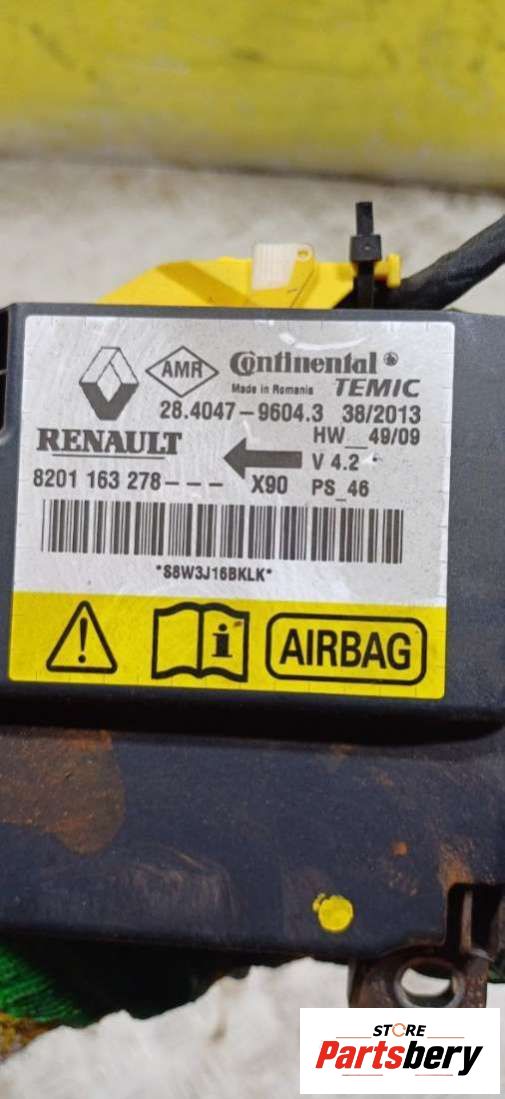 AMR Continental
Made in Romania TEMIC
28.4047-9604.3 38/2013
RENAULT HW__49/09
V 4.2
8201 163 278--- X90 PS_46
*S8W3J16BKLK*
! i AIRBAG
STORE
Partsbery